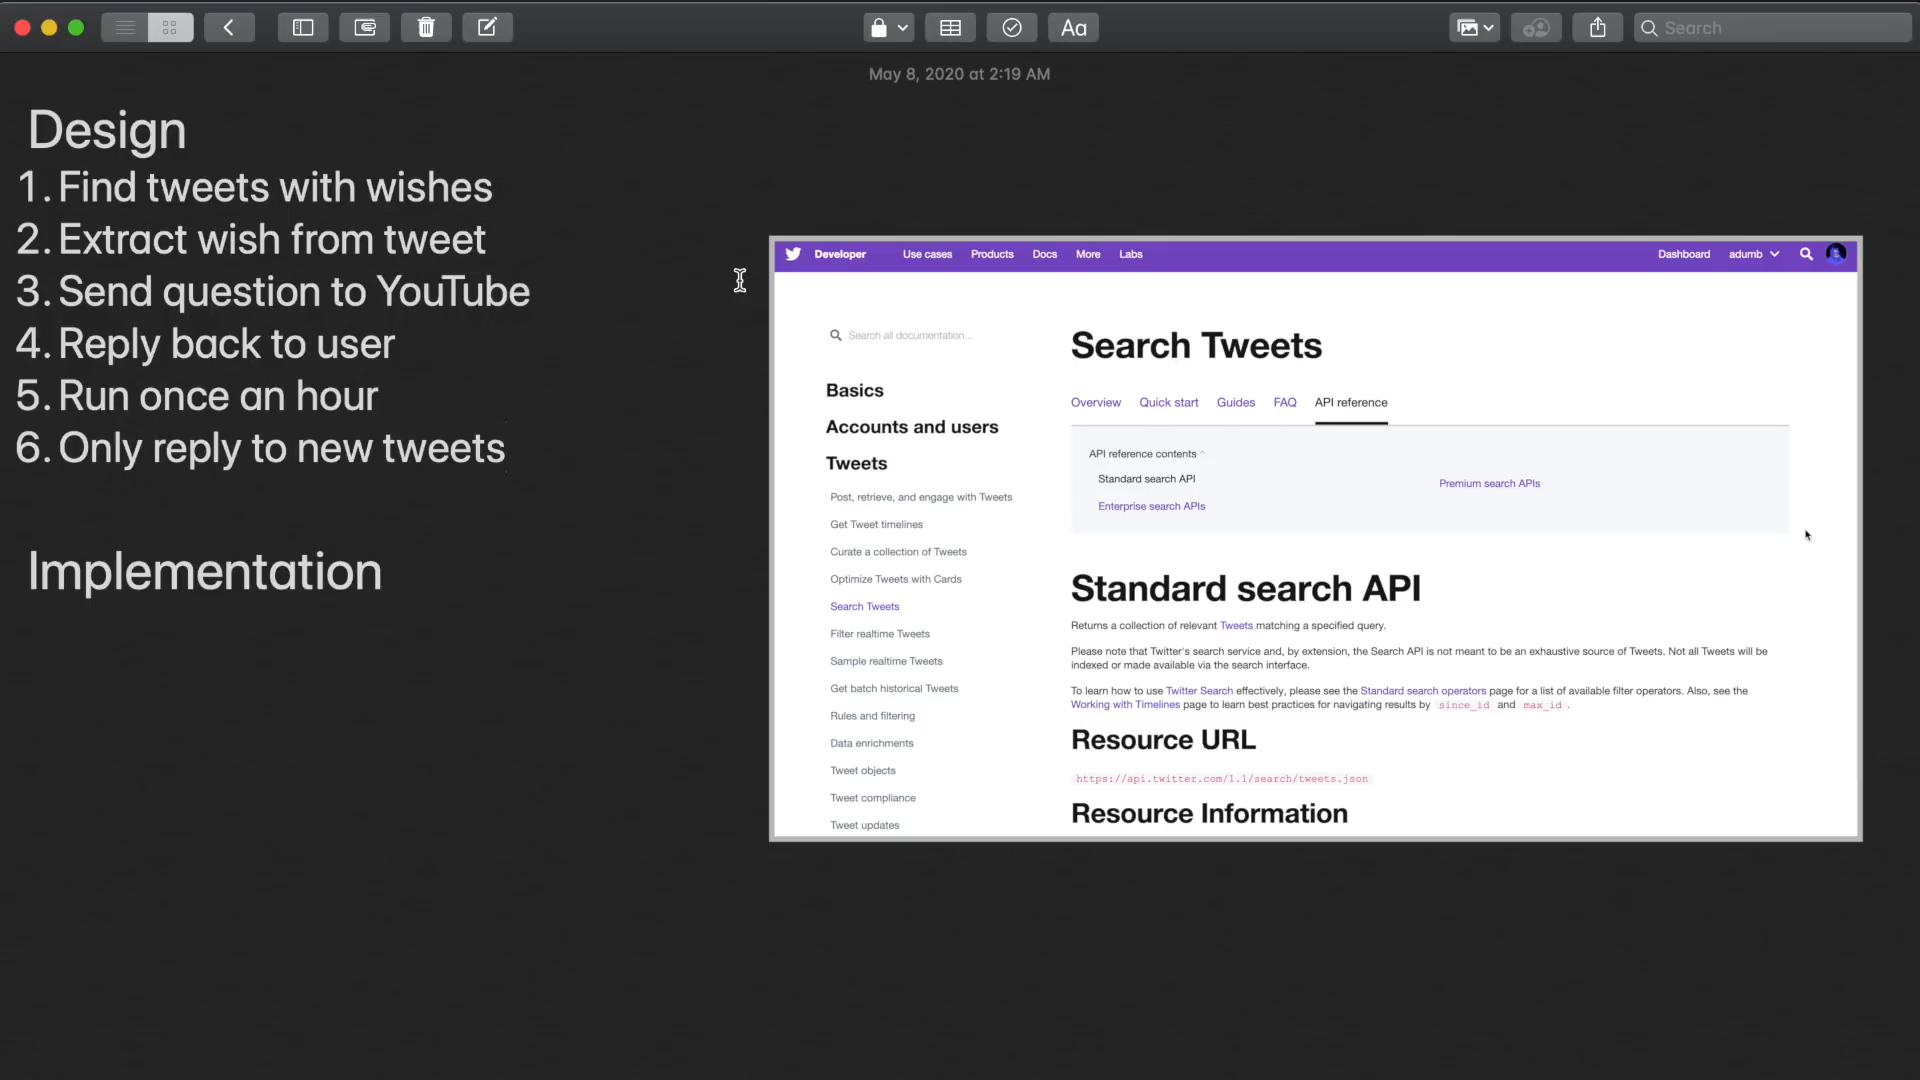 Aa
Search
May 8, 2020 at 2:19 AM
Design
1. Find tweets with wishes
2. Extract wish from tweet
3. Send question to YouTube
4. Reply back to user
5. Run once an hour
6. Only reply to new tweets
Implementation
Developer Use cases Products Docs More Labs Dashboard adumb
Search all documentation...
Basics
Accounts and users
Tweets
Post, retrieve, and engage with Tweets
Get Tweet timelines
Curate a collection of Tweets
Optimize Tweets with Cards
Search Tweets
Filter realtime Tweets
Sample realtime Tweets
Get batch historical Tweets
Rules and filtering
Data enrichments
Tweet objects
Tweet compliance
Tweet updates
Search Tweets
Overview Quick start Guides FAQ API reference
API reference contents ^
Standard search API
Premium search APIs
Enterprise search APIs
Standard search API
Returns a collection of relevant Tweets matching a specified query.
Please note that Twitter's search service and, by extension, the Search API is not meant to be an exhaustive source of Tweets. Not all Tweets will be
indexed or made available via the search interface.
To learn how to use Twitter Search effectively, please see the Standard search operators page for a list of available filter operators. Also, see the
Working with Timelines page to learn best practices for navigating results by since_id and max_id .
Resource URL
https://api.twitter.com/1.1/search/tweets.json
Resource Information